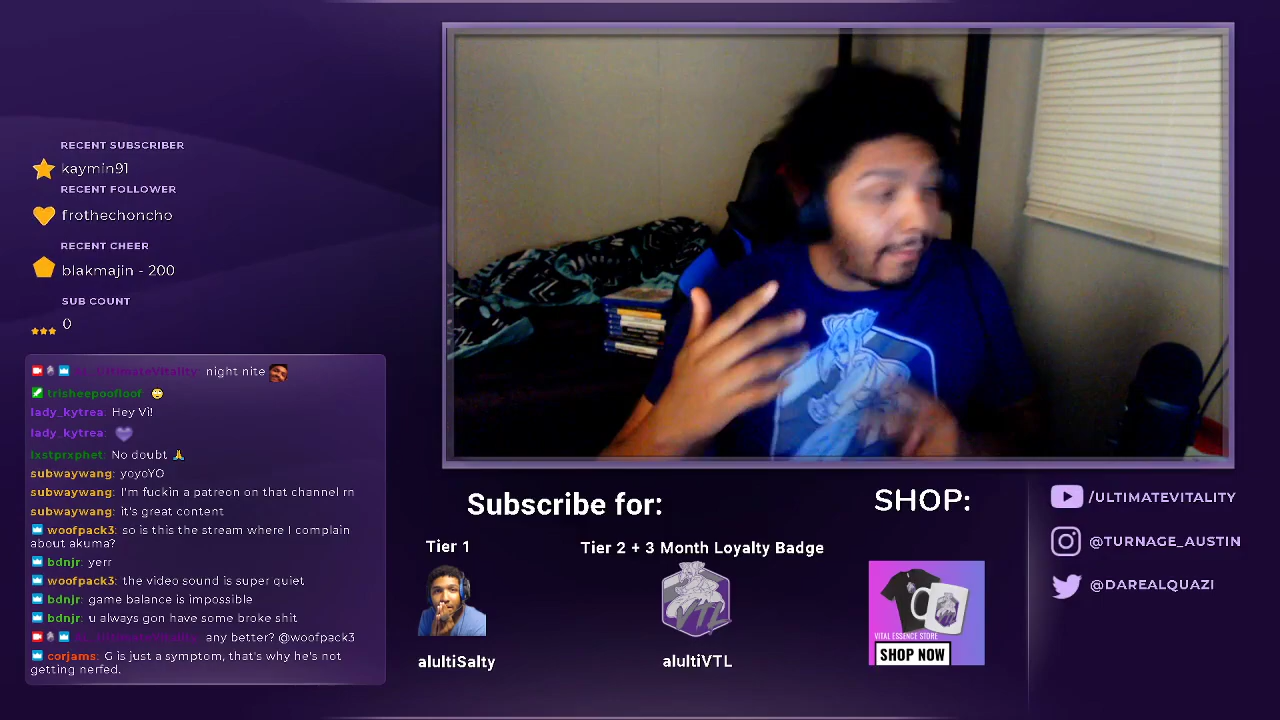 RECENT SUBSCRIBER
kaymin91
RECENT FOLLOWER
frothechoncho
RECENT CHEER
blakmajin - 200
SUB COUNT
0
AL_UltimateVitality: night nite
trisheepoofloof:
lady_kytrea: Hey Vi!
lady_kytrea:
lxstprxphet: No doubt
subwaywang: yoyoYO
subwaywang: I'm fuckin a patreon on that channel rn
subwaywang: it's great content
woofpack3: so is this the stream where I complain
about akuma?
bdnjr: yerr
woofpack3: the video sound is super quiet
bdnjr: game balance is impossible
bdnjr: u always gon have some broke shit
AL_UltimateVitality: any better? @woofpack3
corjams: G is just a symptom, that's why he's not
getting nerfed.
Subscribe for:
Tier 1
alultiSalty
Tier 2 + 3 Month Loyalty Badge
VTL
alultiVTL
SHOP:
VITAL ESSENCE STORE
SHOP NOW
/ULTIMATEVITALITY
@TURNAGE_AUSTIN
@DAREALQUAZI